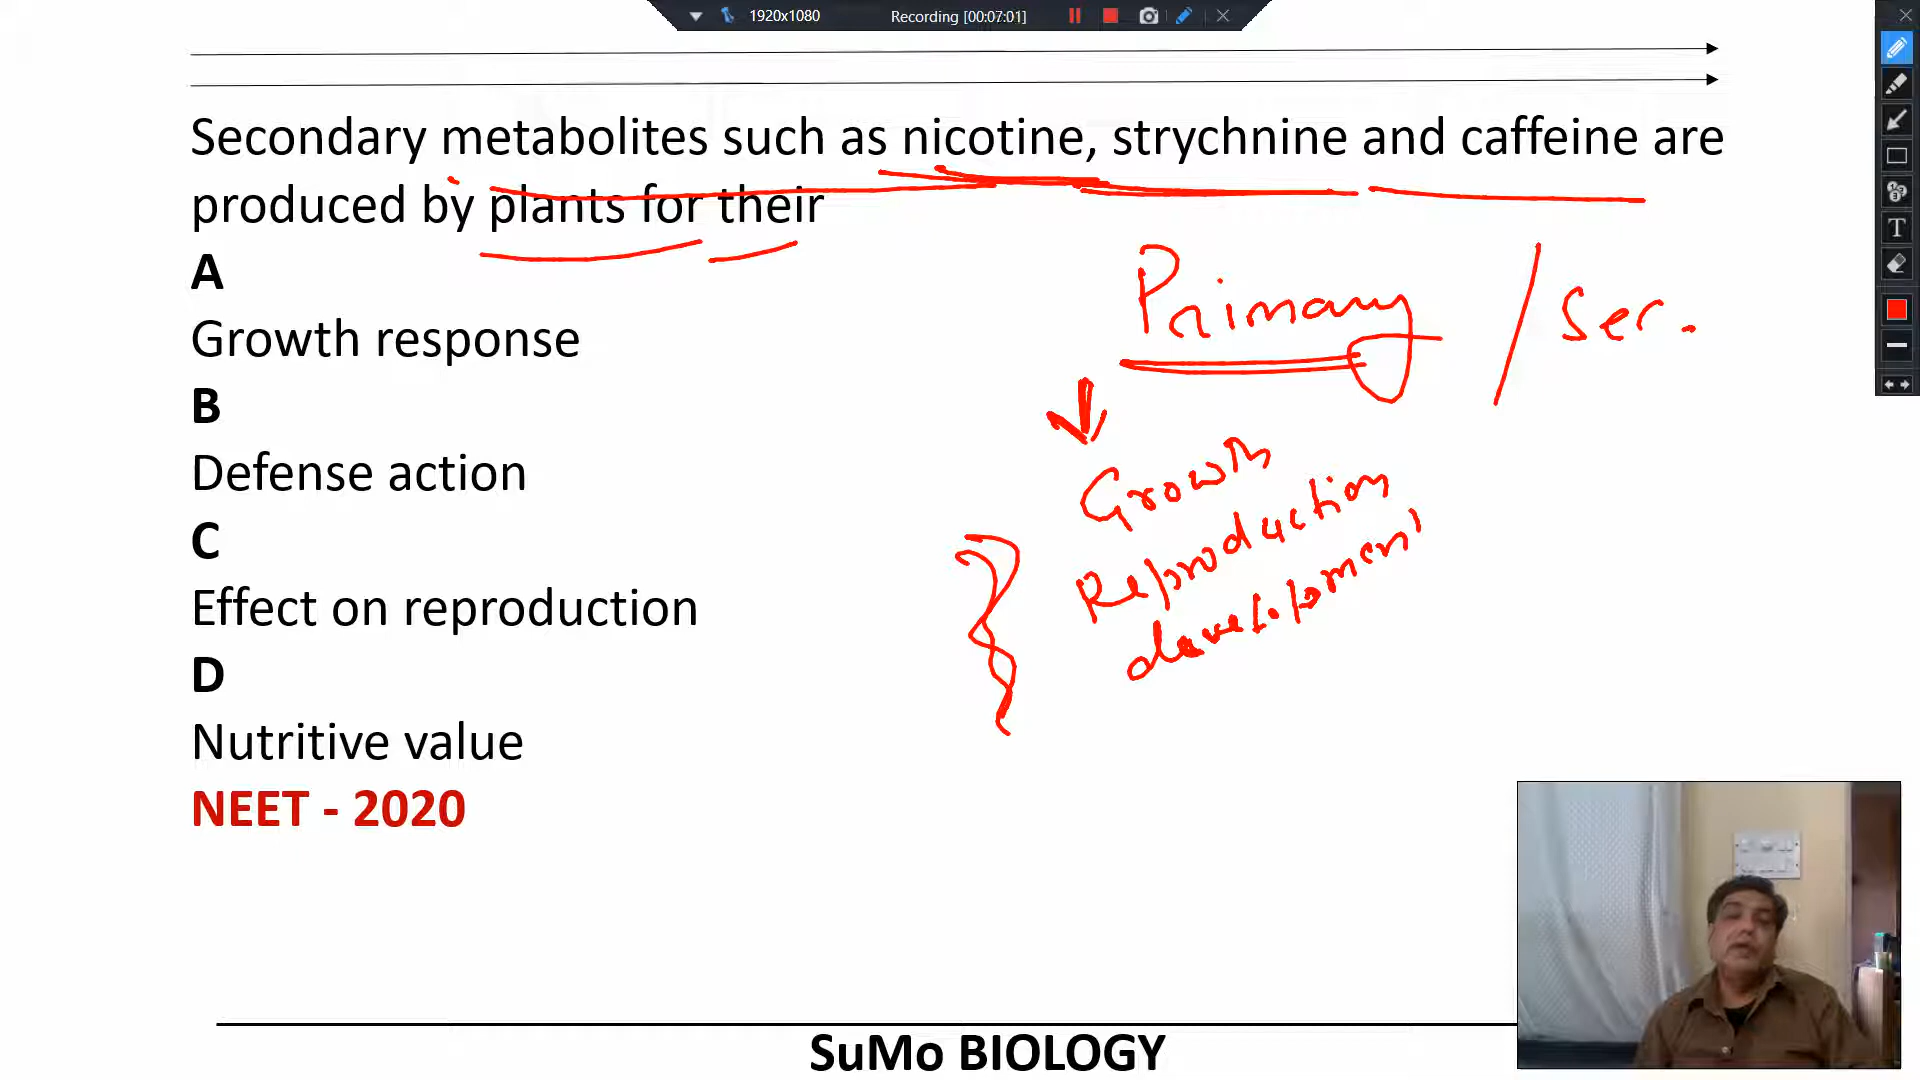 1920x1080 Recording [00:07:01]
Secondary metabolites such as nicotine, strychnine and caffeine are
produced by plants for their
A
Growth response
B
Defense action
C
Effect on reproduction
D
Nutritive value
NEET - 2020
Primary / Ser.
Growth
Reproduction
development
SuMo BIOLOGY
T